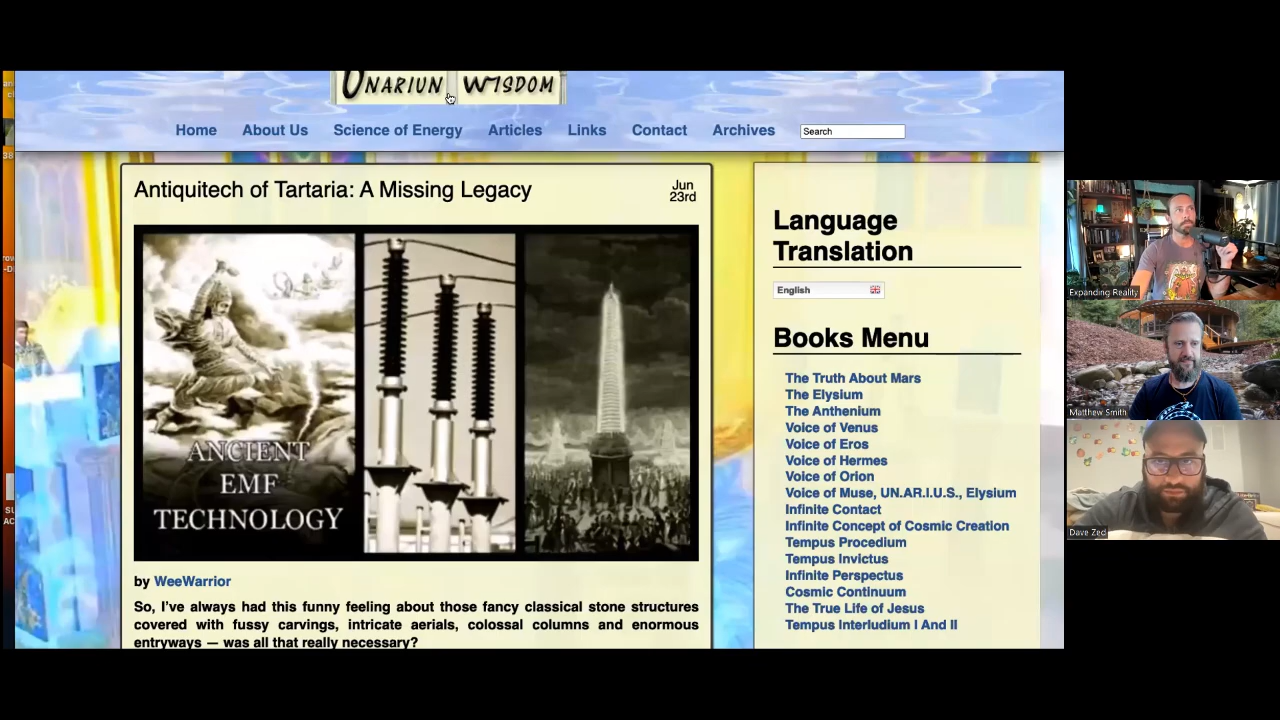 UNARIUN WISDOM
Home About Us Science of Energy Articles Links Contact Archives Search
Antiquitech of Tartaria: A Missing Legacy
Jun
23rd
ANCIENT
EMF
TECHNOLOGY
by WeeWarrior
So, I've always had this funny feeling about those fancy classical stone structures
covered with fussy carvings, intricate aerials, colossal columns and enormous
entryways — was all that really necessary?
Language
Translation
English
Books Menu
The Truth About Mars
The Elysium
The Anthenium
Voice of Venus
Voice of Eros
Voice of Hermes
Voice of Orion
Voice of Muse, UN.AR.I.U.S., Elysium
Infinite Contact
Infinite Concept of Cosmic Creation
Tempus Procedium
Tempus Invictus
Infinite Perspectus
Cosmic Continuum
The True Life of Jesus
Tempus Interludium I And II
Expanding Reality
Matthew Smith
Dave Zed